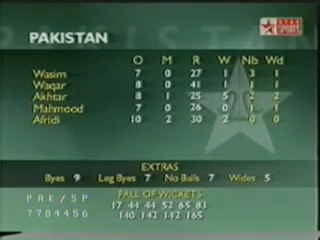 STAR
SPORTS
PAKISTAN
O M R W Nb Wd
Wasim 7 0 27 1 3 1
Waqar 8 0 41 1 1
Akhtar 8 1 25 5 2 2
Mahmood 7 0 26 0 1 1
Afridi 10 2 30 2 0 0
EXTRAS
Byes 9 Leg Byes 7 No Balls 7 Wides 5
FALL OF WICKETS
17 44 44 52 65 83
140 142 142 165
PAK/SP
7784456